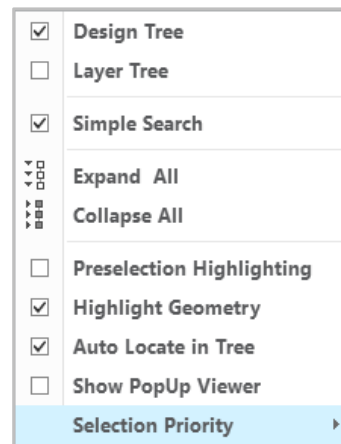 Design Tree
Layer Tree
Simple Search
Expand  All
Collapse All
Preselection Highlighting
Highlight Geometry
Auto Locate in Tree
Show PopUp Viewer
Selection Priority